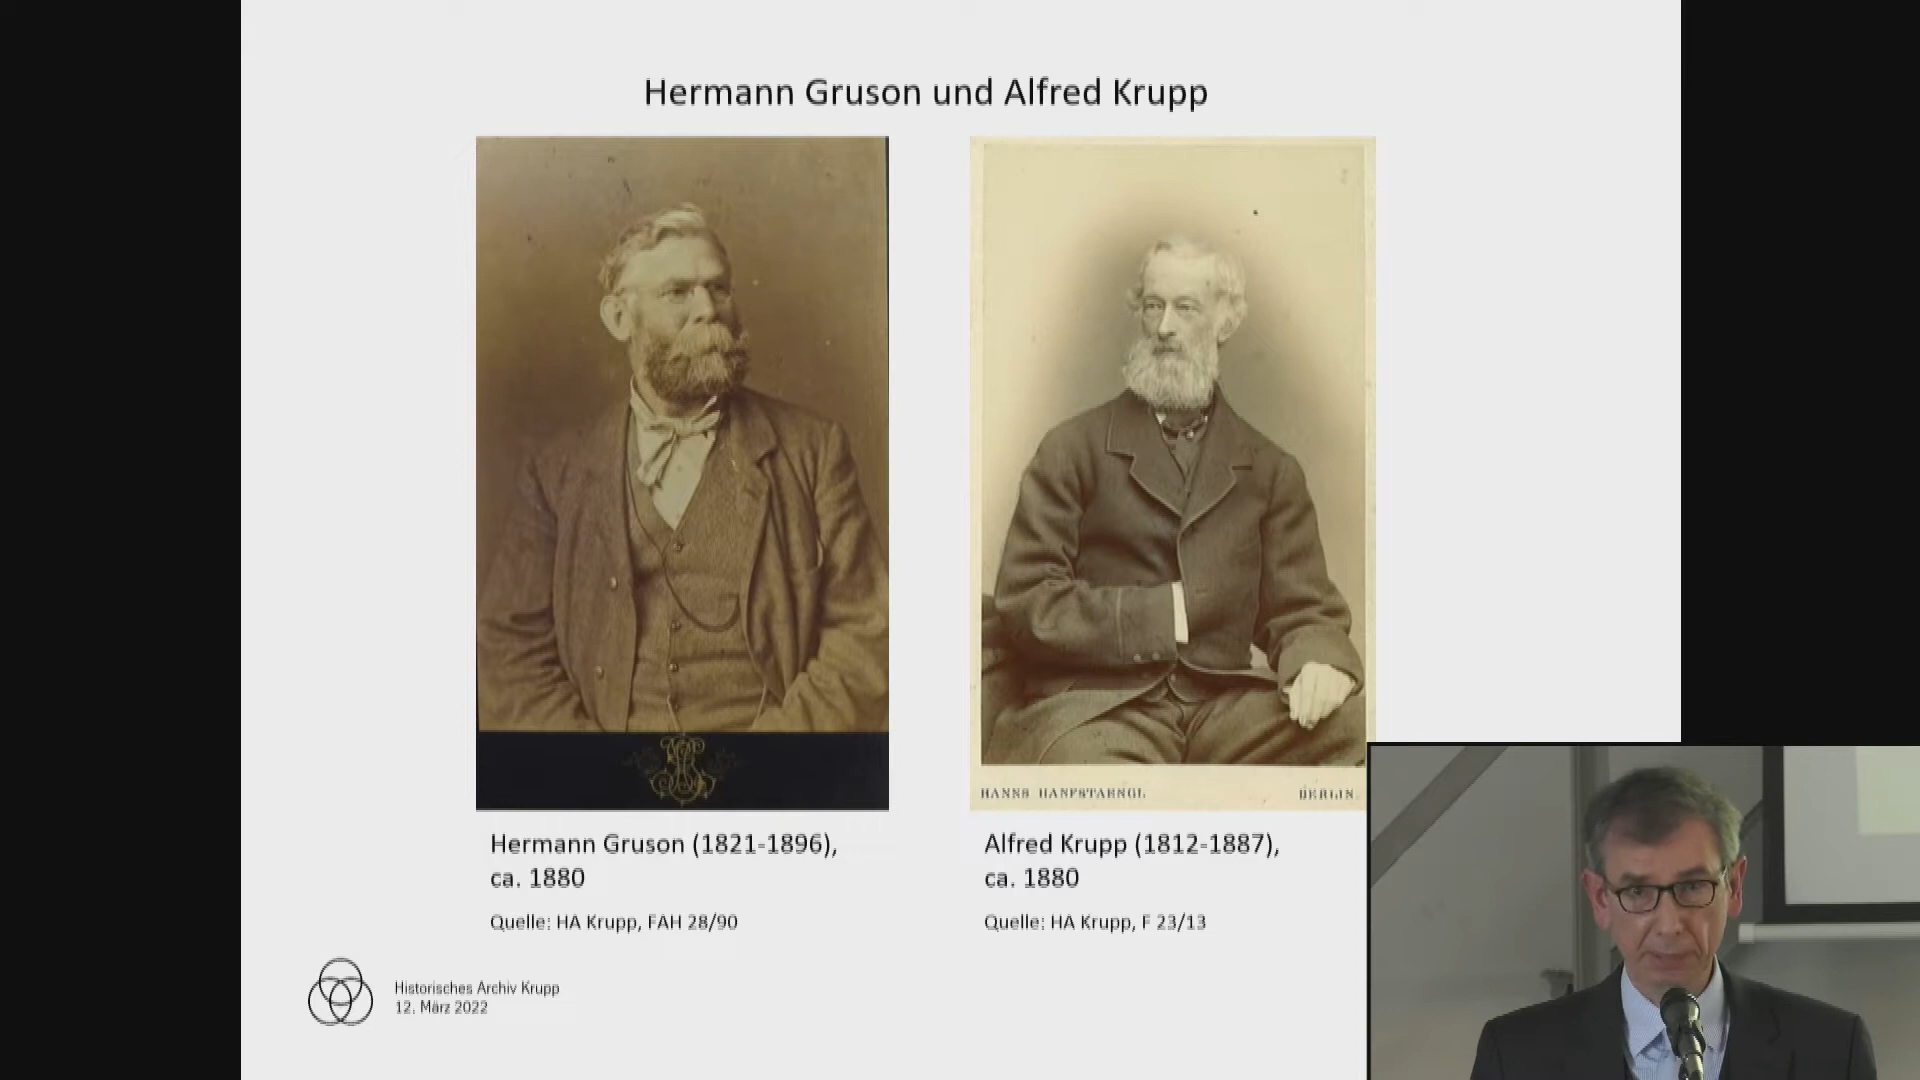 Hermann Gruson und Alfred Krupp
HANNS HANFSTAENGL BERLIN.
Hermann Gruson (1821-1896),
ca. 1880
Quelle: HA Krupp, FAH 28/90
Alfred Krupp (1812-1887),
ca. 1880
Quelle: HA Krupp, F 23/13
Historisches Archiv Krupp
12. März 2022